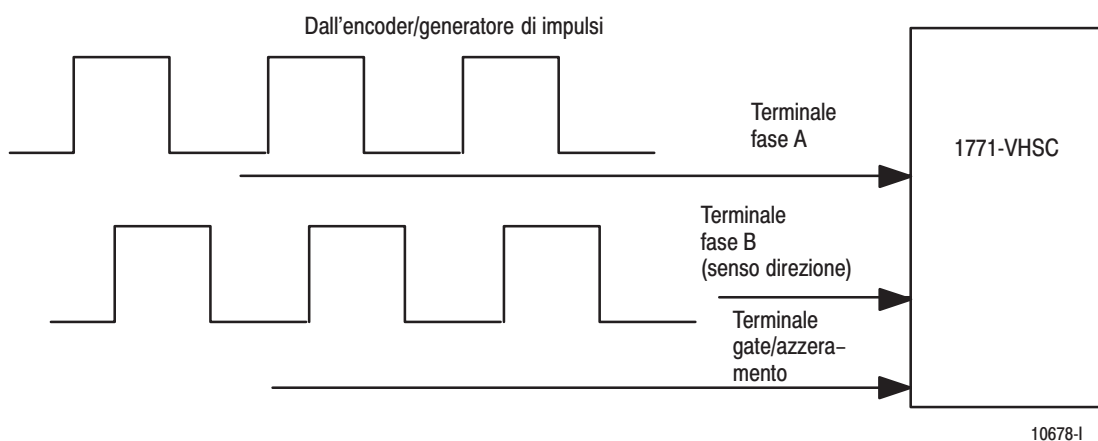 Dall'encoder/generatore di impulsi
Terminale
fase A
1771-VHSC
Terminale
fase B
(senso direzione)
Terminale
gate/azzera–
mento
10678-I